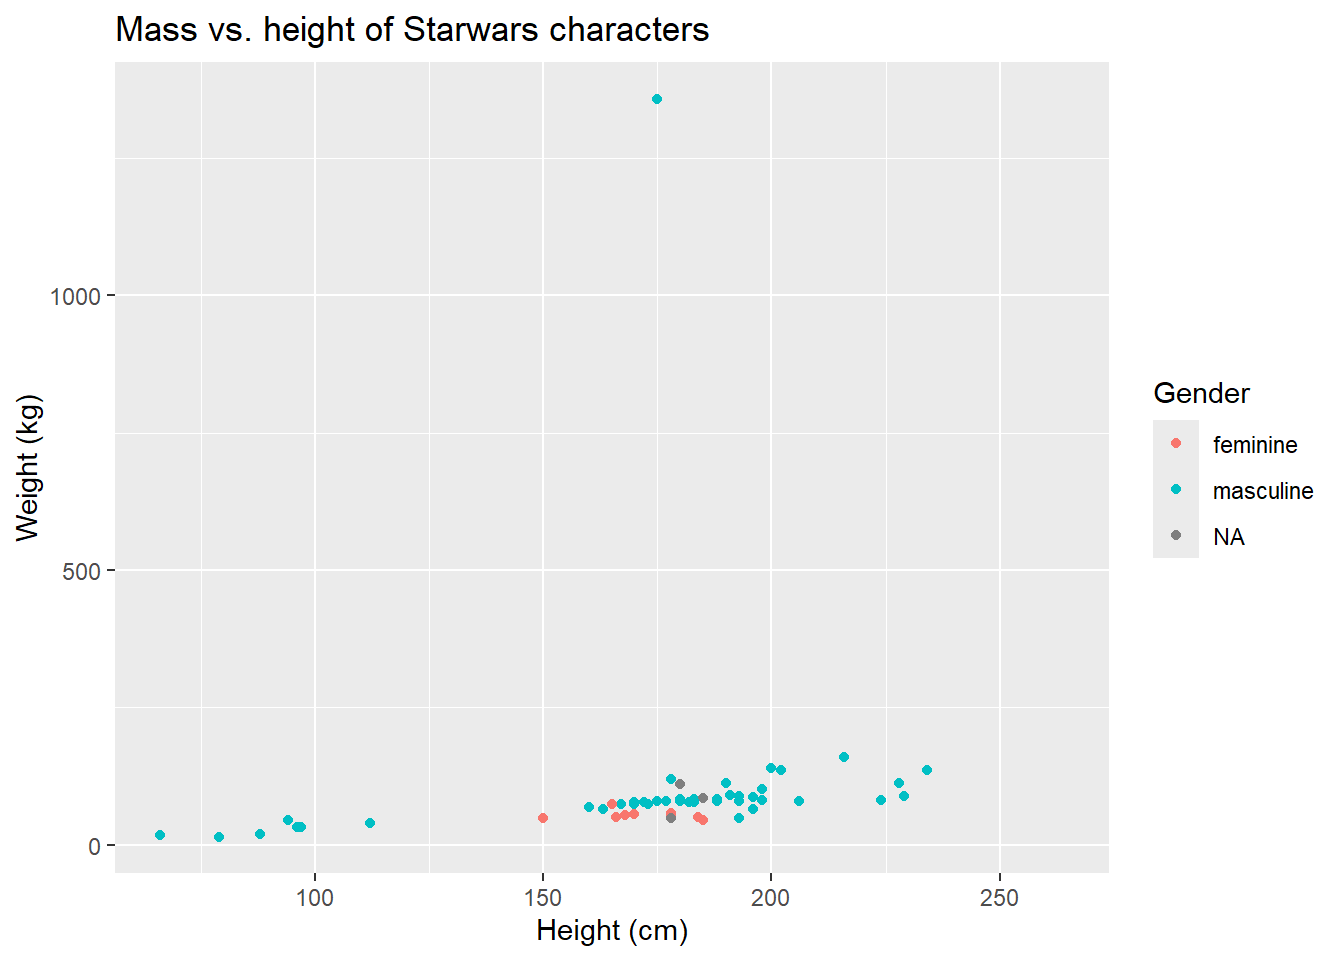 Mass vs. height of Starwars characters
1000
500
0
Weight (kg)
100 150 200 250
Height (cm)
Gender
feminine
masculine
NA